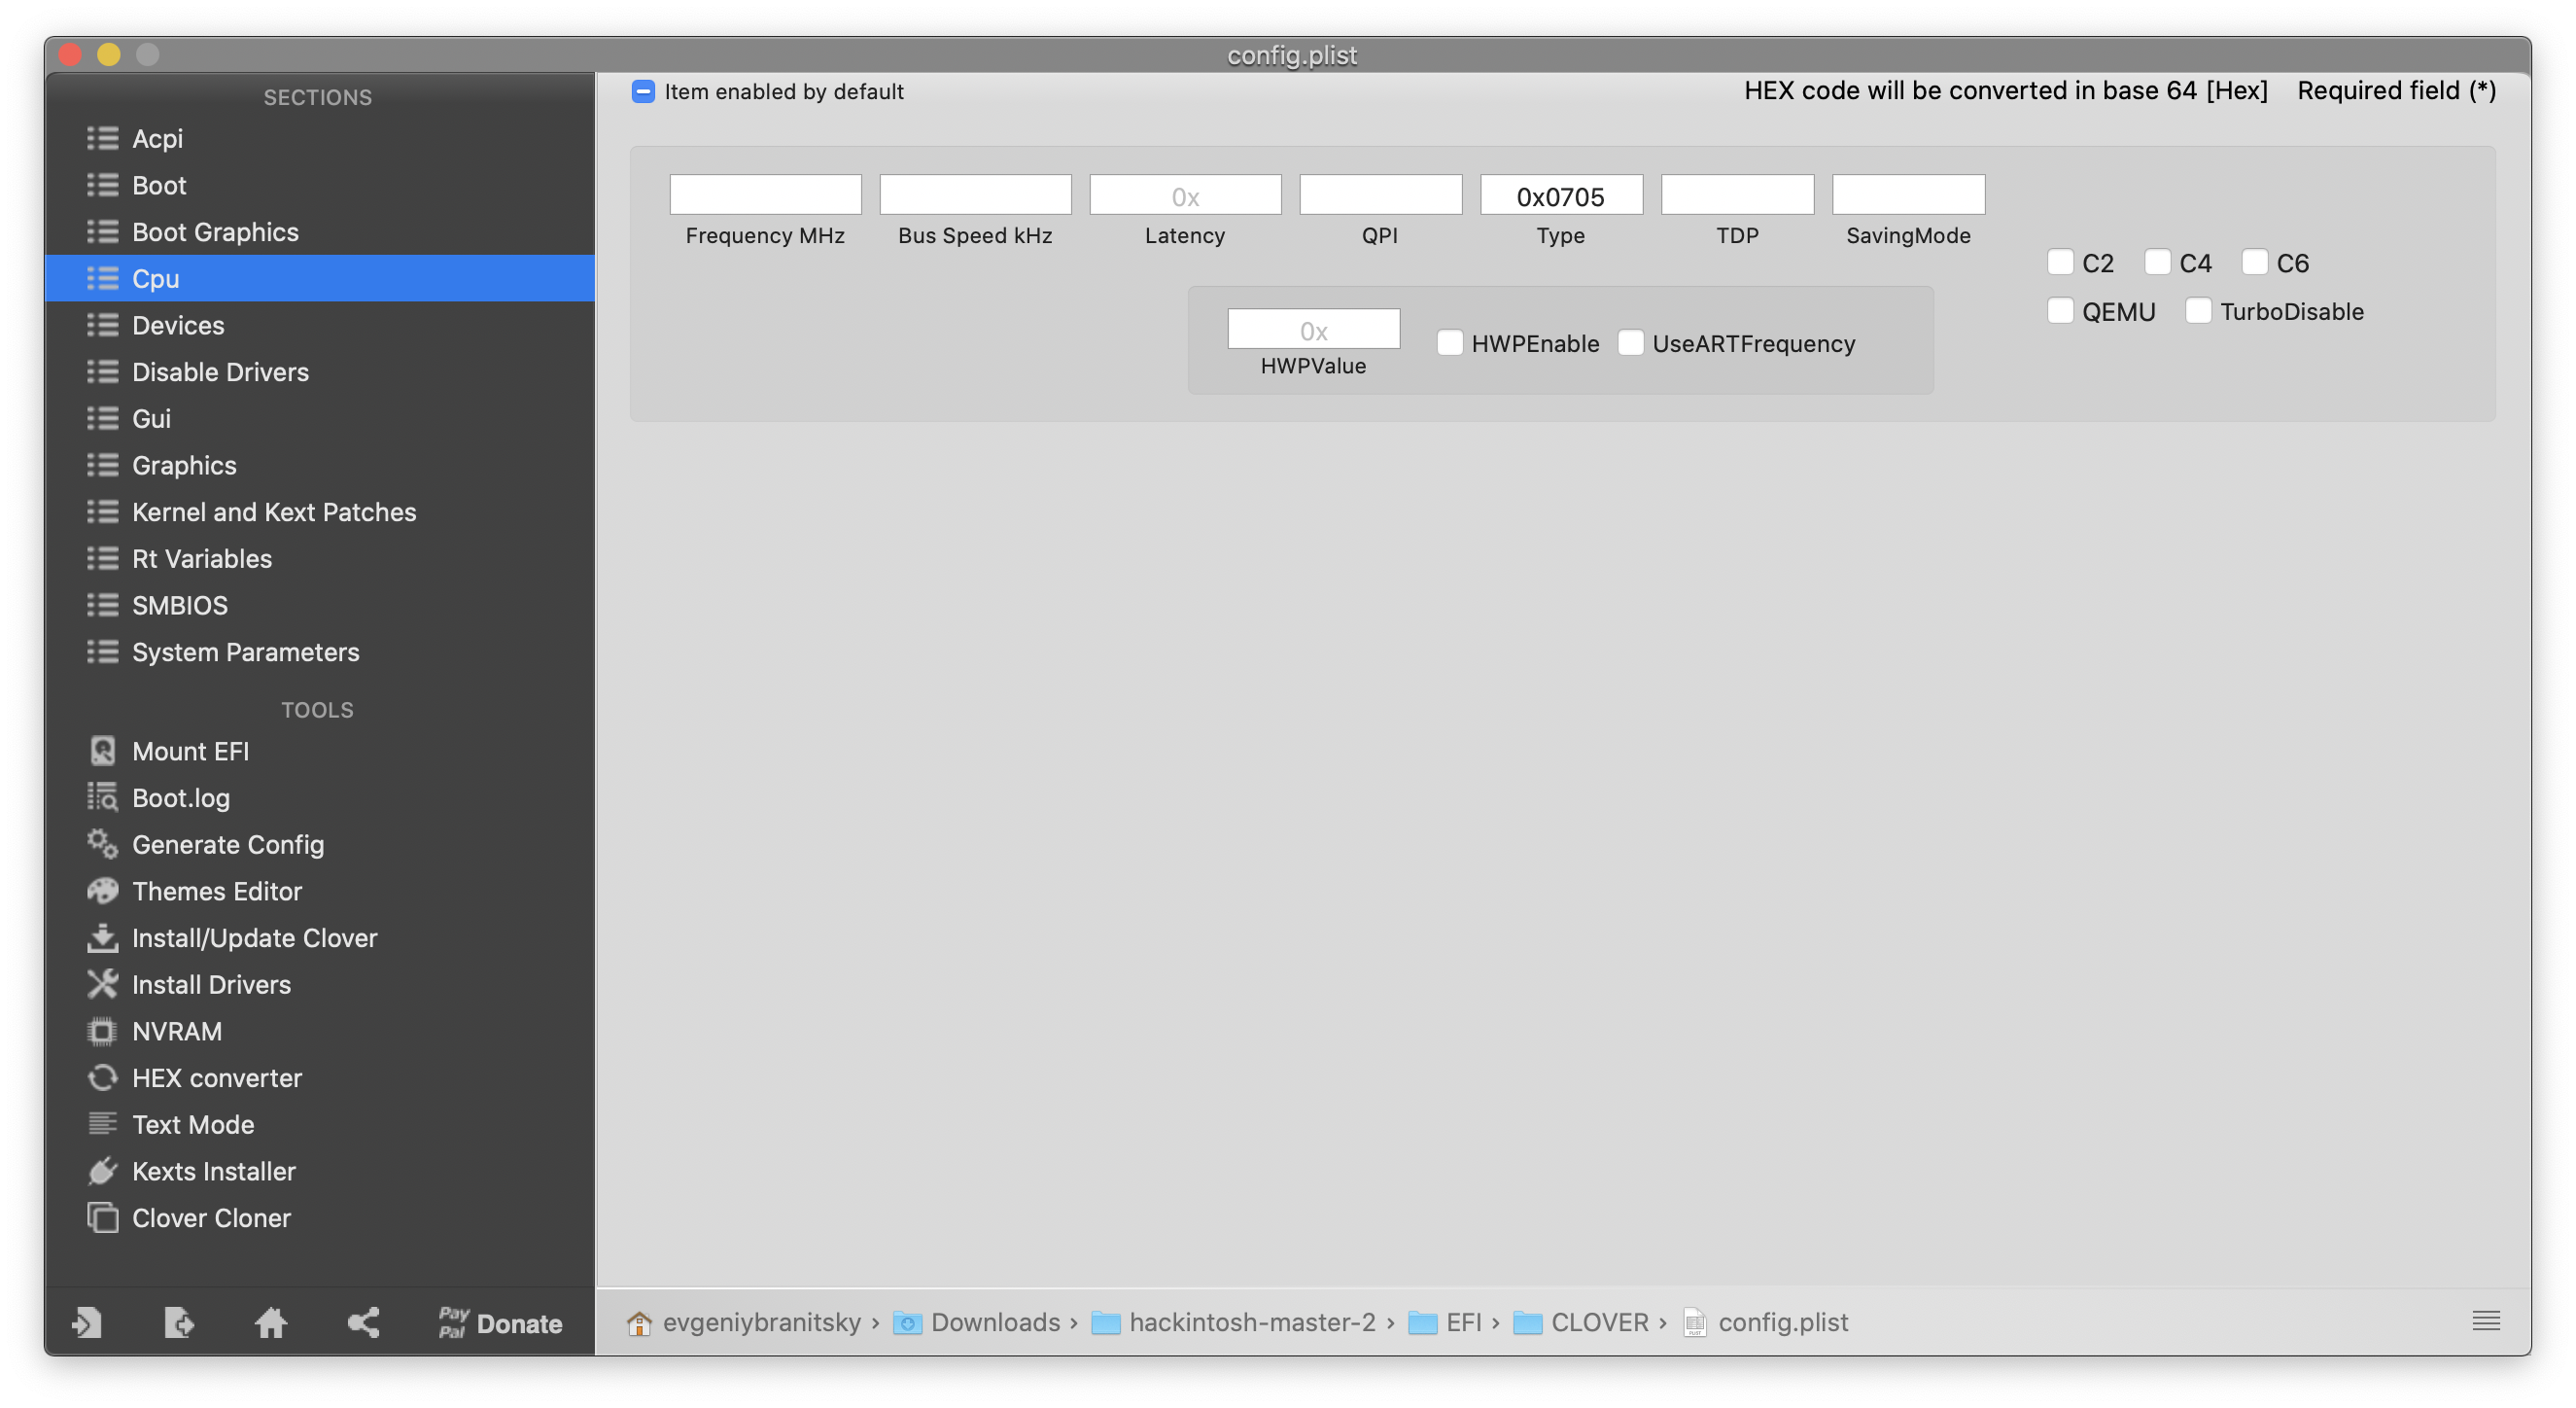 config.plist
SECTIONS
Acpi
Boot
Boot Graphics
Cpu
Devices
Disable Drivers
Gui
Graphics
Kernel and Kext Patches
Rt Variables
SMBIOS
System Parameters
TOOLS
Mount EFI
Boot.log
Generate Config
Themes Editor
Install/Update Clover
Install Drivers
NVRAM
HEX converter
Text Mode
Kexts Installer
Clover Cloner
Pay
Pal
Donate
Item enabled by default
HEX code will be converted in base 64 [Hex]
Required field (*)
0x
0x0705
Frequency MHz
Bus Speed kHz
Latency
QPI
Type
TDP
SavingMode
0x
HWPValue
HWPEnable
UseARTFrequency
C2
C4
C6
QEMU
TurboDisable
evgeniybranitsky › Downloads › hackintosh-master-2 › EFI › CLOVER › config.plist